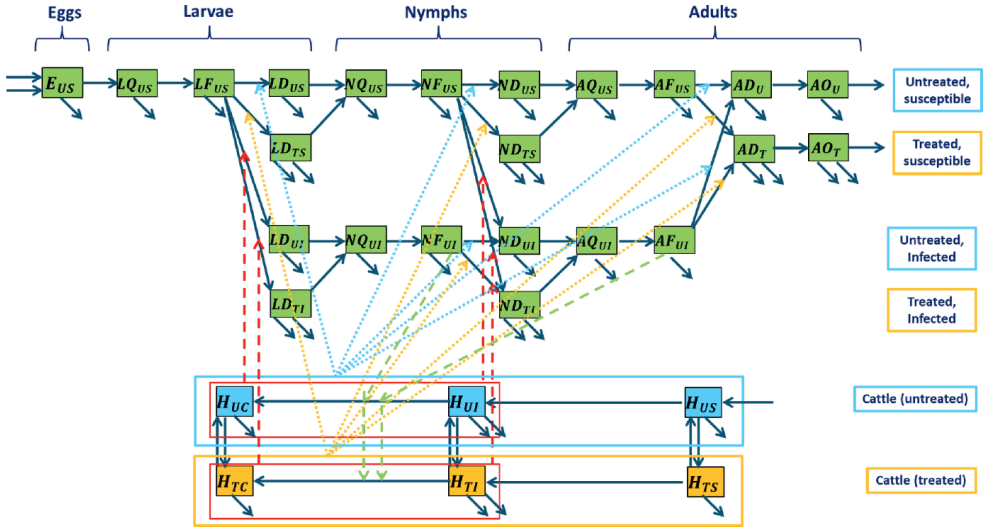 Eggs Larvae Nymphs Adults
E_US LQ_US LF_US LD_US NQ_US NF_US ND_US AQ_US AF_US AD_U AO_U
Untreated,
susceptible
LD_TS ND_TS AD_T AO_T
Treated,
susceptible
LD_UI NQ_UI NF_UI ND_UI AQ_UI AF_UI
Untreated,
Infected
LD_TI ND_TI
Treated,
Infected
H_UC H_UI H_US
Cattle (untreated)
H_TC H_TI H_TS
Cattle (treated)